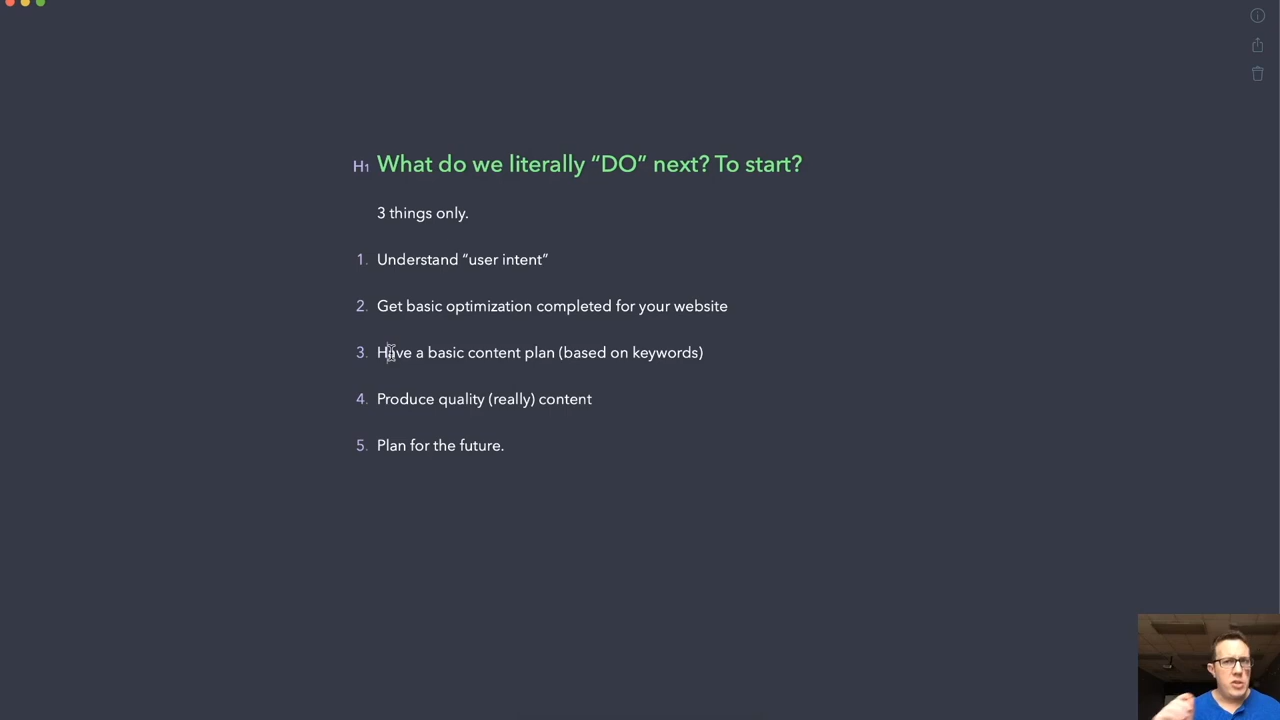 H1 What do we literally “DO” next? To start?
3 things only.
1. Understand “user intent”
2. Get basic optimization completed for your website
3. Have a basic content plan (based on keywords)
4. Produce quality (really) content
5. Plan for the future.